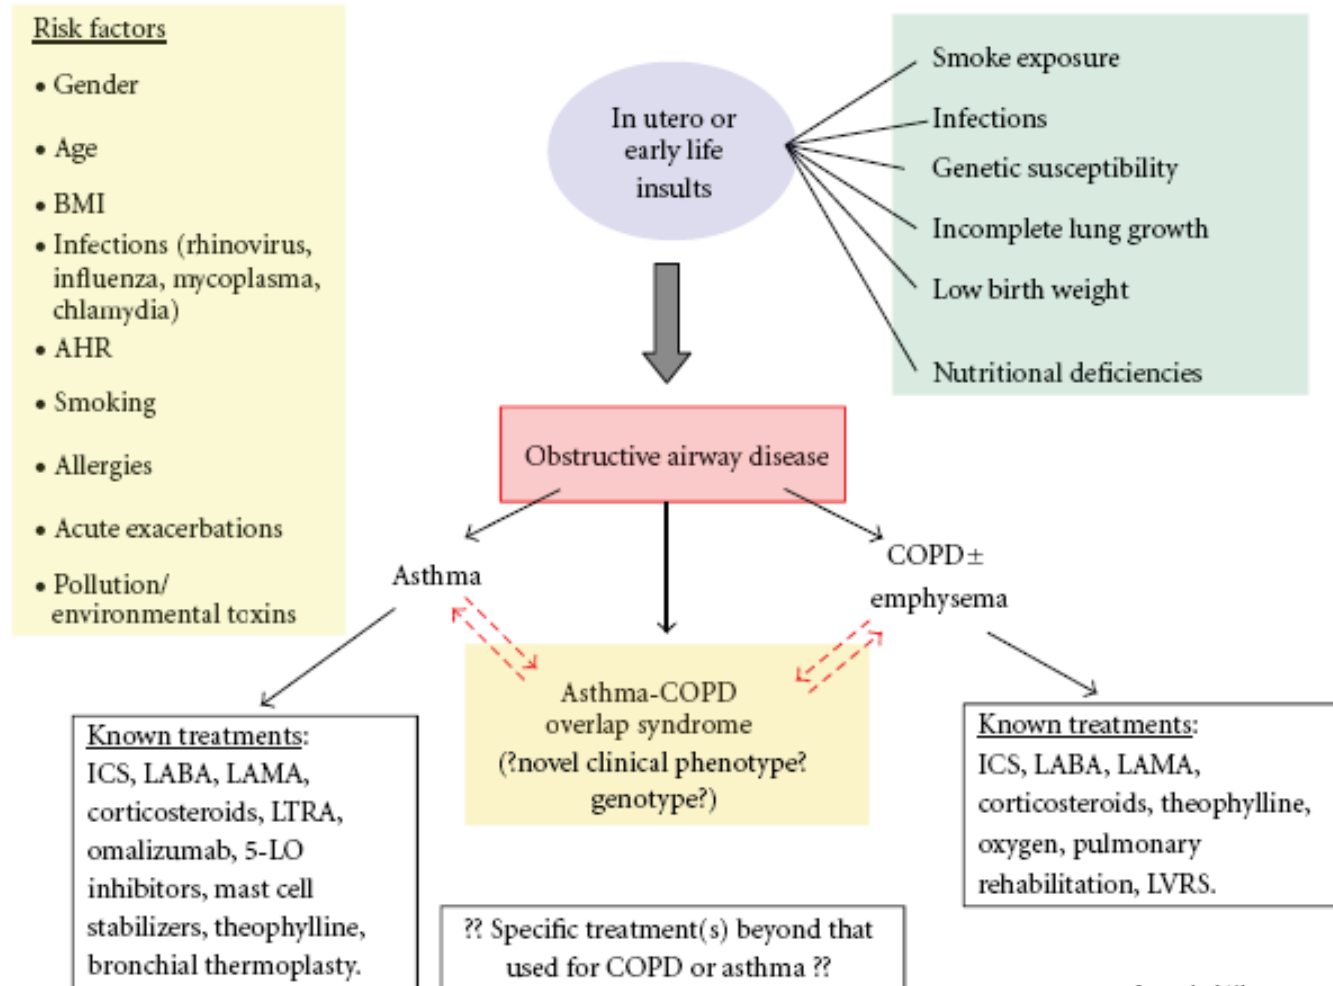 Risk factors
• Gender
• Age
• BMI
• Infections (rhinovirus,
influenza, mycoplasma,
chlamydia)
• AHR
• Smoking
• Allergies
• Acute exacerbations
• Pollution/
environmental toxins
In utero or
early life
insults
Smoke exposure
Infections
Genetic susceptibility
Incomplete lung growth
Low birth weight
Nutritional deficiencies
Obstructive airway disease
Asthma
COPD±
emphysema
Asthma-COPD
overlap syndrome
(?novel clinical phenotype?
genotype?)
Known treatments:
ICS, LABA, LAMA,
corticosteroids, LTRA,
omalizumab, 5-LO
inhibitors, mast cell
stabilizers, theophylline,
bronchial thermoplasty.
?? Specific treatment(s) beyond that
used for COPD or asthma ??
Known treatments:
ICS, LABA, LAMA,
corticosteroids, theophylline,
oxygen, pulmonary
rehabilitation, LVRS.